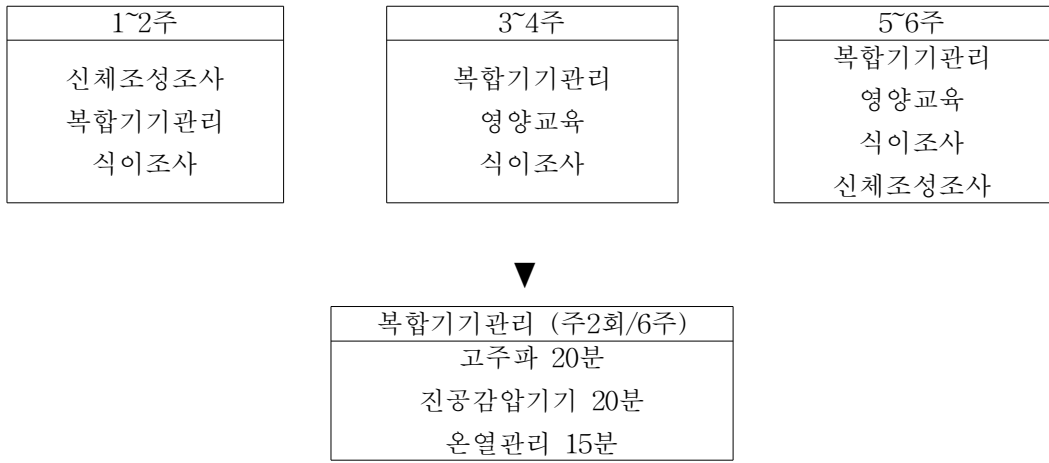 1~2주
신체조성조사
복합기기관리
식이조사
3~4주
복합기기관리
영양교육
식이조사
5~6주
복합기기관리
영양교육
식이조사
신체조성조사
복합기기관리 (주2회/6주)
고주파 20분
진공감압기기 20분
온열관리 15분